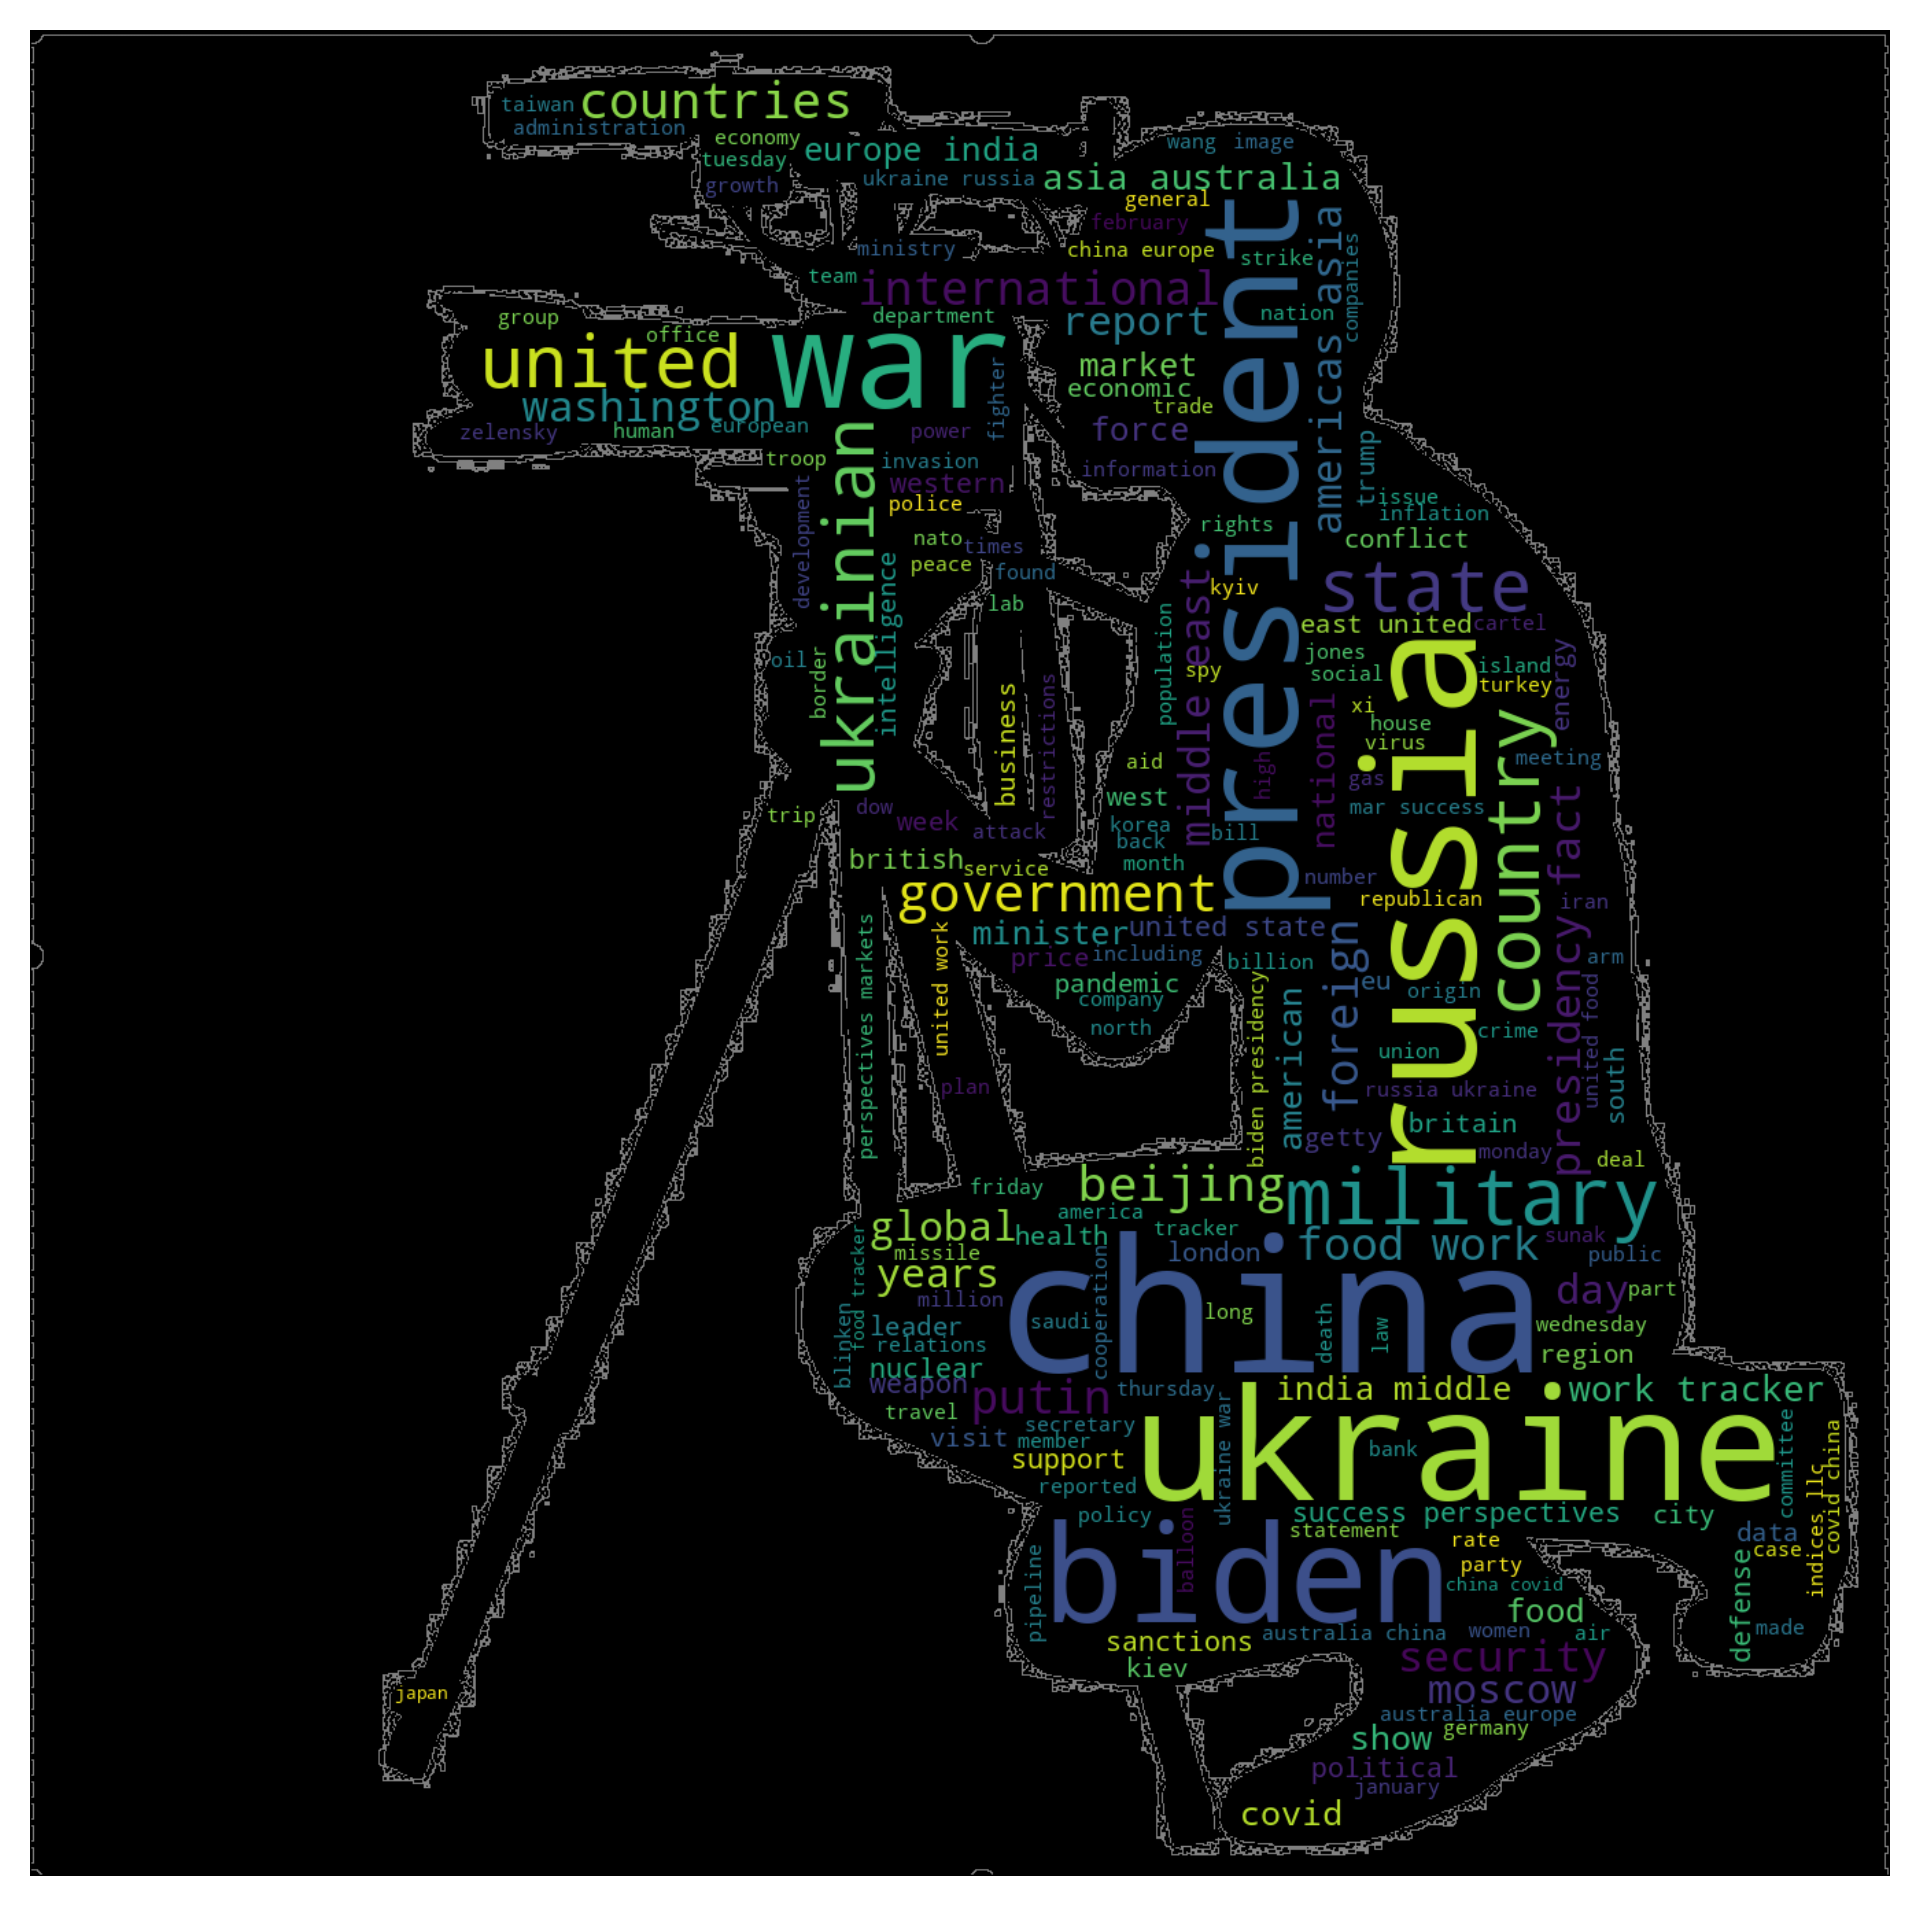 countries
taiwan
administration
economy
tuesday
growth
europe india
ukraine russia
wang
image
asia australia
general
february
china europe
ministry
team
strike
international
department
report
nation
companies
americas asia
president
group
office
united
war
washington
zelensky
human
european
market
economic
trade
force
information
fighter
power
troop
invasion
western
police
ukrainian
development
nato
times
peace
found
lab
intelligence
trump
issue
inflation
conflict
rights
state
kyiv
middle east
population
spy
east united
cartel
jones
social
island
turkey
energy
xi
house
virus
russia
country
meeting
oil
border
business
restrictions
aid
west
korea
back
month
bill
high
national
gas
mar success
fact
trip
dow
week
attack
british
service
government
number
republican
iran
minister
united state
price
including
billion
pandemic
company
north
foreign
eu
origin
arm
presidency
crime
union
united food
south
american
biden presidency
russia ukraine
britain
getty
monday
deal
united work
perspectives markets
plan
friday
beijing
military
america
tracker
global
health
london
food work
sunak
public
missile
years
million
food tracker
blinken
leader
relations
nuclear
weapon
saudi
cooperation
long
china
death
law
day
part
wednesday
region
putin
thursday
india middle
work tracker
travel
visit
secretary
member
support
reported
ukraine war
ukraine
bank
committee
covid china
indices llc
policy
balloon
success perspectives
city
statement
data
case
rate
party
pipeline
biden
china covid
food
defense
made
sanctions
australia china
women
air
kiev
security
moscow
australia europe
germany
show
political
january
covid
japan